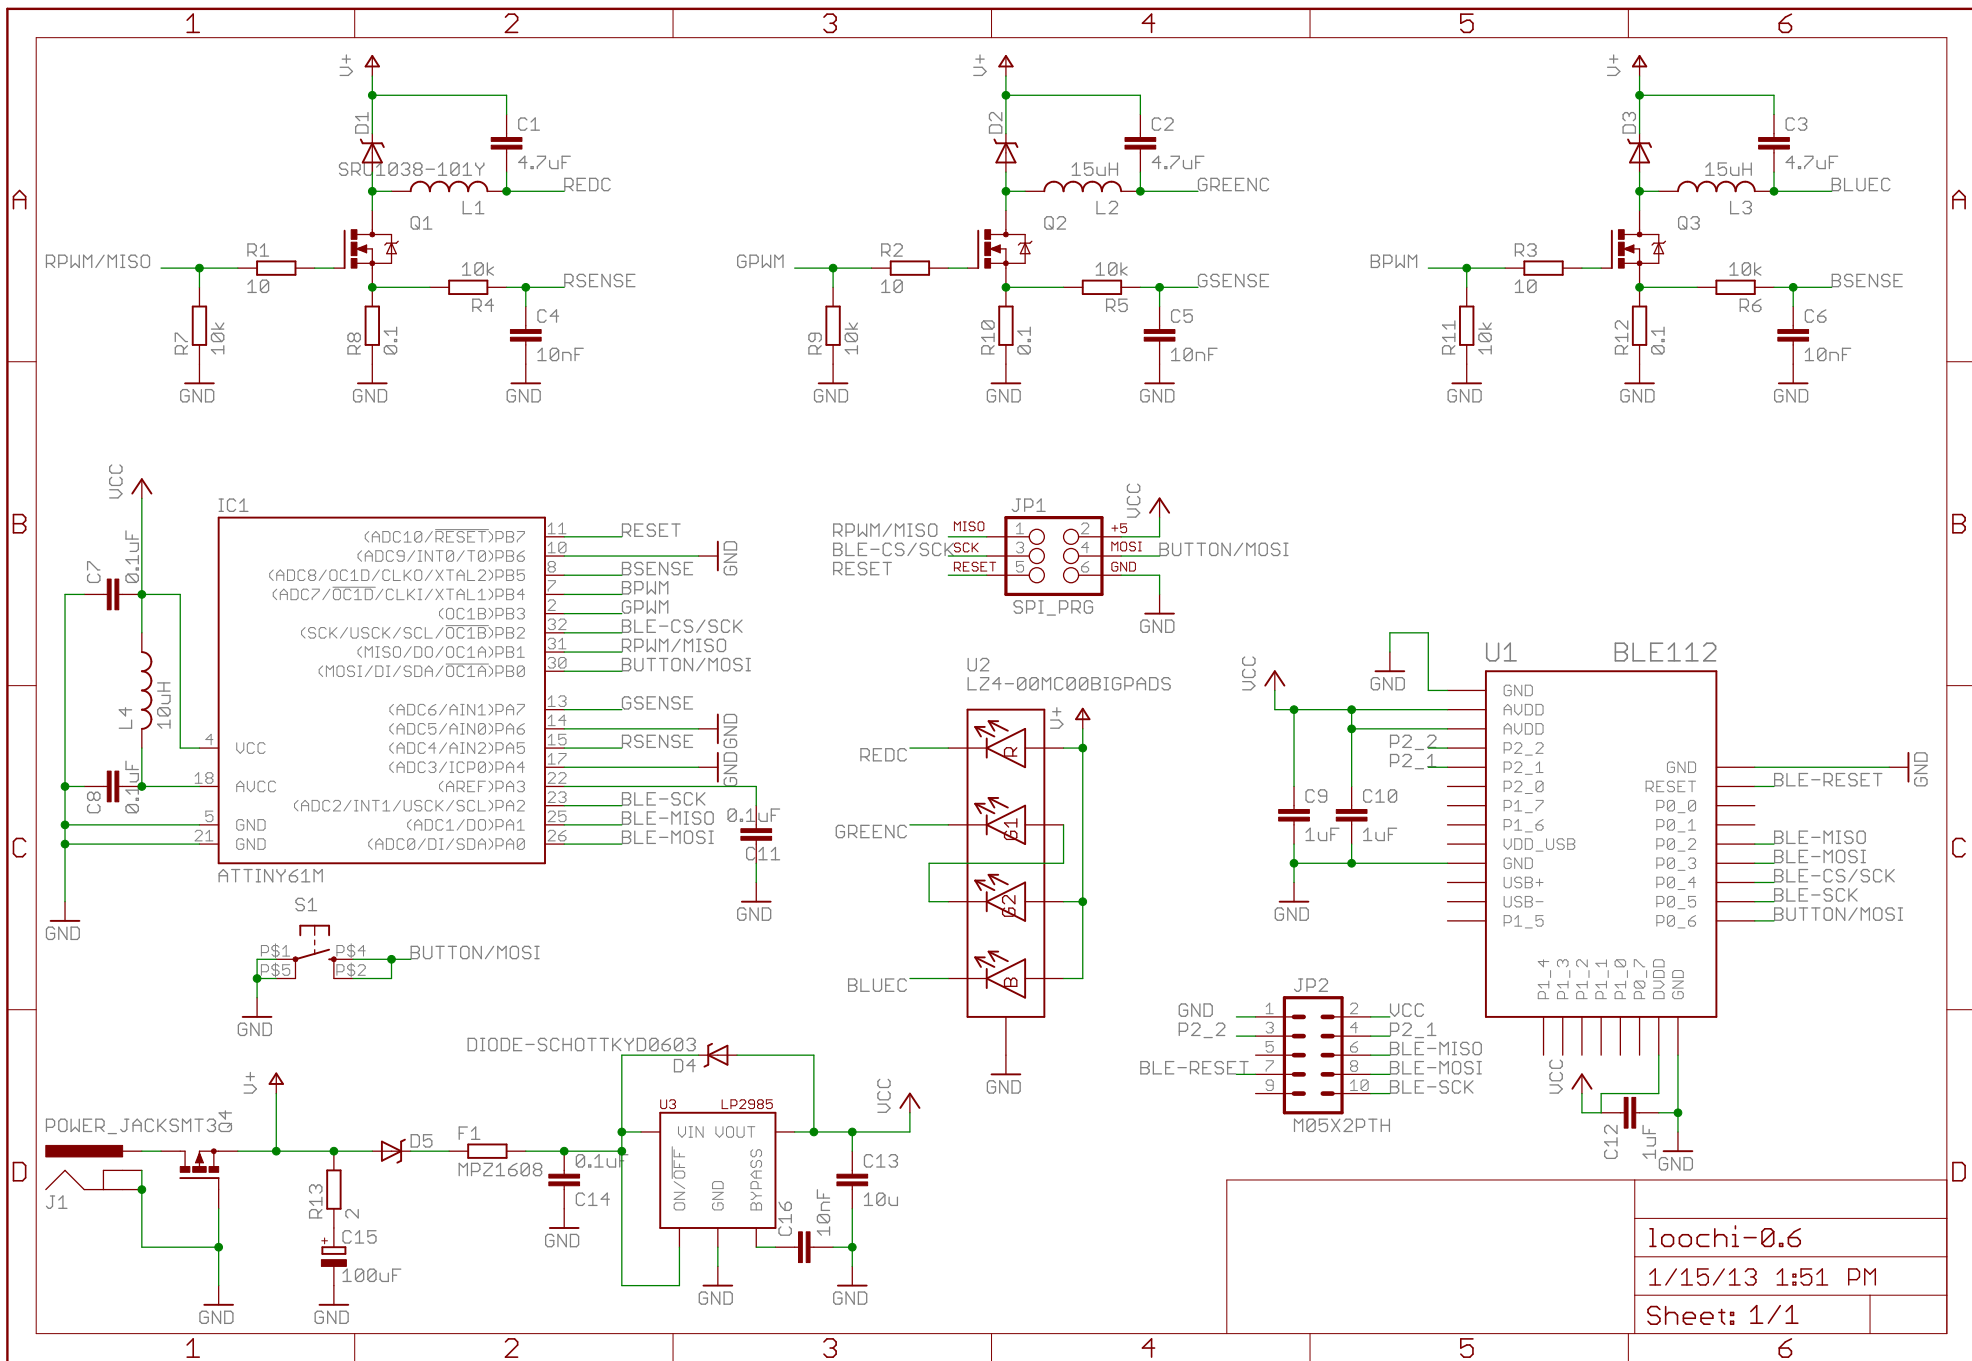 1 2 3 4 5 6
A A
B B
C C
D D
V+
D1
C1
4.7uF
SRU1038-101Y
REDC
L1
Q1
RPWM/MISO
R1
10
10k
R4
RSENSE
R7
10k
R8
0.1
C4
10nF
GND
GND
GND
V+
D2
C2
4.7uF
15uH
GREENC
L2
Q2
GPWM
R2
10
10k
R5
GSENSE
R9
10k
R10
0.1
C5
10nF
GND
GND
GND
V+
D3
C3
4.7uF
15uH
BLUEC
L3
Q3
BPWM
R3
10
10k
R6
BSENSE
R11
10k
R12
0.1
C6
10nF
GND
GND
GND
VCC
C7
0.1uF
L4
10uH
C8
0.1uF
GND
IC1
4 VCC
18 AVCC
5 GND
21 GND
(ADC10/RESET)PB7 11 RESET
(ADC9/INT0/T0)PB6 10 GND
(ADC8/OC1D/CLKO/XTAL2)PB5 8 BSENSE
(ADC7/OC1D/CLKI/XTAL1)PB4 7 BPWM
(OC1B)PB3 2 GPWM
(SCK/USCK/SCL/OC1B)PB2 32 BLE-CS/SCK
(MISO/DO/OC1A)PB1 31 RPWM/MISO
(MOSI/DI/SDA/OC1A)PB0 30 BUTTON/MOSI
(ADC6/AIN1)PA7 13 GSENSE
(ADC5/AIN0)PA6 14 GND
(ADC4/AIN2)PA5 15 RSENSE
(ADC3/ICP0)PA4 17 GND
(AREF)PA3 22
(ADC2/INT1/USCK/SCL)PA2 23 BLE-SCK
(ADC1/DO)PA1 25 BLE-MISO
(ADC0/DI/SDA)PA0 26 BLE-MOSI
ATTINY61M
0.1uF
C11
GND
S1
P$1 P$4 BUTTON/MOSI
P$5 P$2
GND
JP1
VCC
RPWM/MISO MISO 1 2 +5
BLE-CS/SCK SCK 3 4 MOSI BUTTON/MOSI
RESET RESET 5 6 GND
SPI_PRG
GND
U2
LZ4-00MC00BIGPADS
V+
REDC R
GREENC G1
G2
BLUEC B
GND
U1 BLE112
VCC
GND
GND
AVDD
AVDD
P2_2 P2_2
P2_1 P2_1
P2_0
P1_7
P1_6
VDD_USB
GND
USB+
USB-
P1_5
GND GND
RESET BLE-RESET
P0_0
P0_1
P0_2 BLE-MISO
P0_3 BLE-MOSI
P0_4 BLE-CS/SCK
P0_5 BLE-SCK
P0_6 BUTTON/MOSI
P1_4
P1_3
P1_2
P1_1
P1_0
P0_7
DVDD
GND
C9
1uF
C10
1uF
GND
VCC
C12
1uF
GND
JP2
GND 1 2 VCC
P2_2 3 4 P2_1
5 6 BLE-MISO
BLE-RESET 7 8 BLE-MOSI
9 10 BLE-SCK
M05X2PTH
POWER_JACKSMT3
Q4
J1
GND
V+
R13
2
C15
+
100uF
GND
D5
F1
MPZ1608
0.1uF
C14
GND
DIODE-SCHOTTKYD0603
D4
U3 LP2985
VIN VOUT
ON/OFF
GND
BYPASS
GND
C16
10nF
VCC
C13
10u
GND
loochi-0.6
1/15/13 1:51 PM
Sheet: 1/1
1 2 3 4 5 6